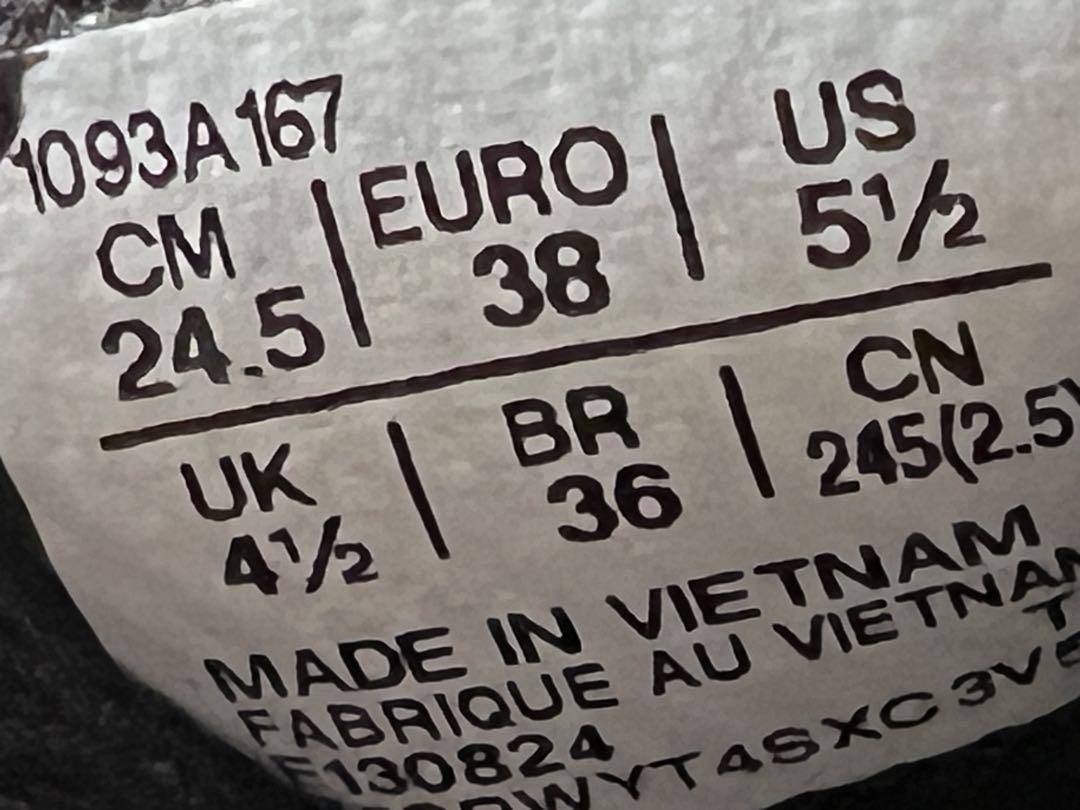 1093A167
CM | EURO | US
24.5 38 5½
UK | BR | CN
4½ 36 245(2.5)
MADE IN VIETNAM
FABRIQUE AU VIETNAM
130824